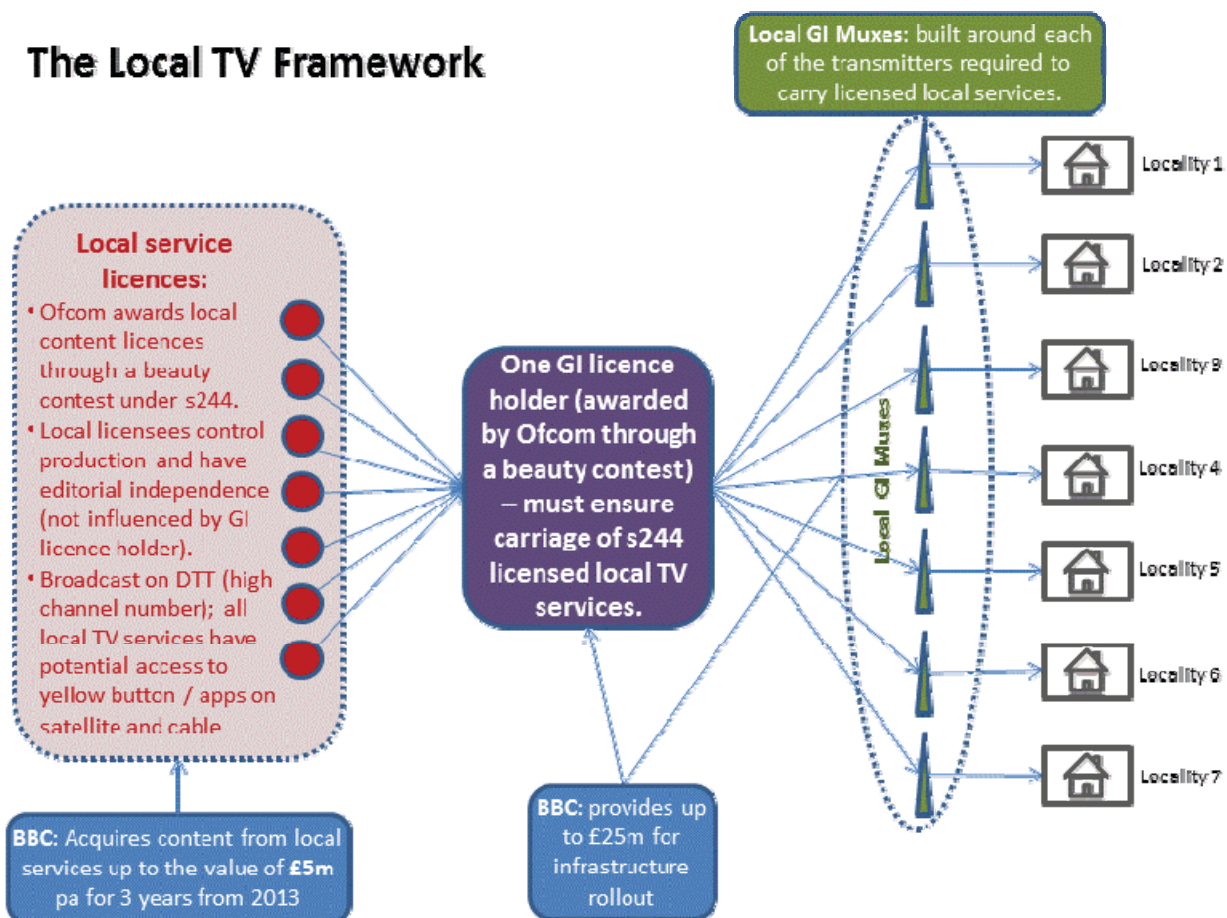 The Local TV Framework
Local GI Muxes: built around each
of the transmitters required to
carry licensed local services.
Local service
licences:
• Ofcom awards local
content licences
through a beauty
contest under s244.
• Local licensees control
production and have
editorial independence
(not influenced by GI
licence holder).
• Broadcast on DTT (high
channel number); all
local TV services have
potential access to
yellow button / apps on
satellite and cable
One GI licence
holder (awarded
by Ofcom through
a beauty contest)
– must ensure
carriage of s244
licensed local TV
services.
Local GI Muxes
Locality 1
Locality 2
Locality 3
Locality 4
Locality 5
Locality 6
Locality 7
BBC: Acquires content from local
services up to the value of £5m
pa for 3 years from 2013
BBC: provides up
to £25m for
infrastructure
rollout